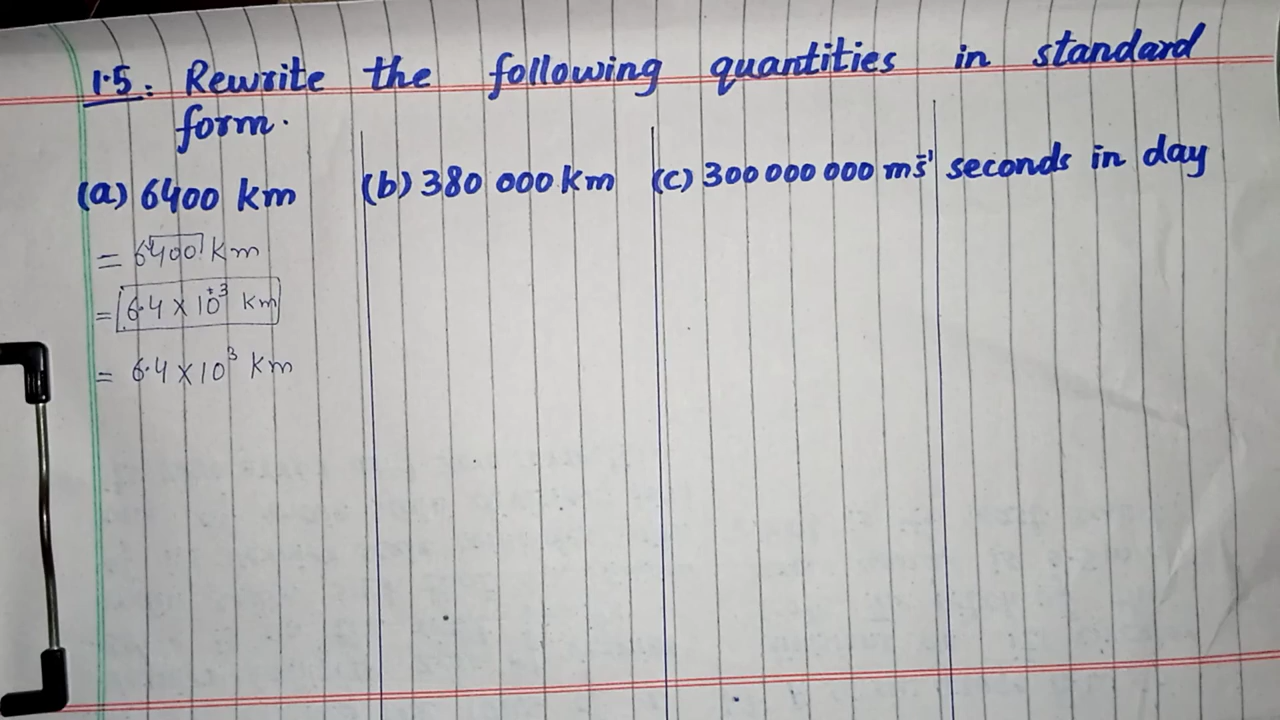 1.5: Rewrite the following quantities in standard
form.
(a) 6400 km
(b) 380 000 km
(c) 300 000 000 ms⁻¹
seconds in day
= 6400 km
= 6.4 × 10⁺³ km
= 6.4 × 10³ km